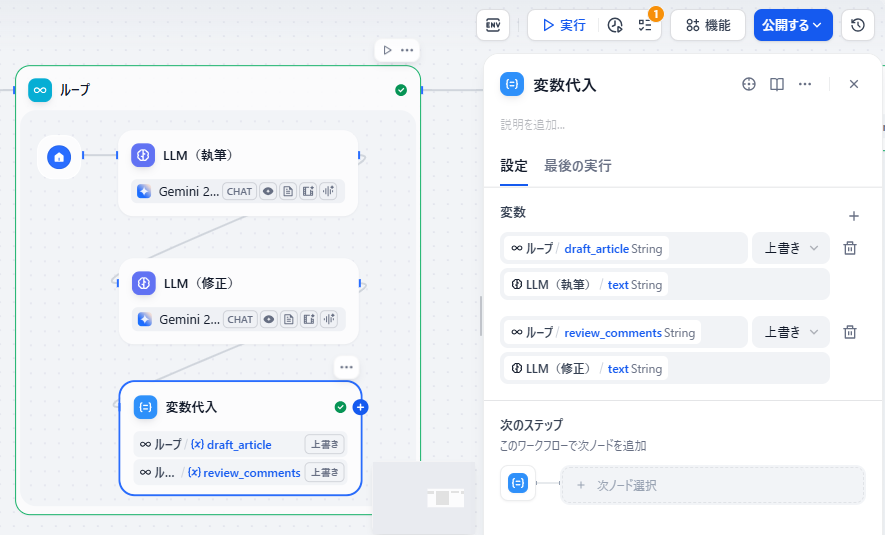 ENV
実行
1
機能
公開する
ループ
LLM（執筆）
Gemini 2...
CHAT
LLM（修正）
Gemini 2...
CHAT
変数代入
ループ / (x) draft_article
上書き
ル... / (x) review_comments
上書き
変数代入
説明を追加...
設定
最後の実行
変数
ループ / draft_article String
上書き
LLM（執筆） / text String
ループ / review_comments String
上書き
LLM（修正） / text String
次のステップ
このワークフローで次ノードを追加
+ 次ノード選択